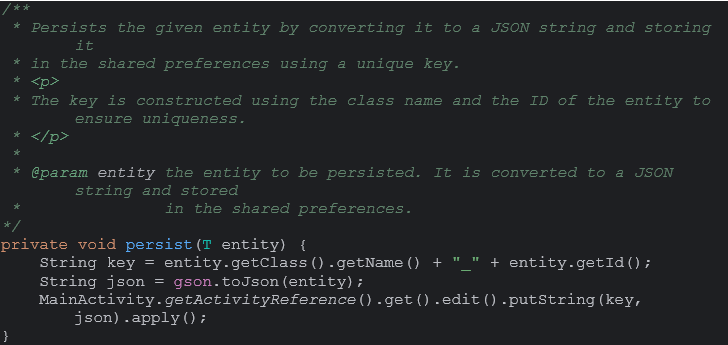 /**
 * Persists the given entity by converting it to a JSON string and storing
it
 * in the shared preferences using a unique key.
 * <p>
 * The key is constructed using the class name and the ID of the entity to
ensure uniqueness.
 * </p>
 *
 * @param entity the entity to be persisted. It is converted to a JSON
string and stored
 *               in the shared preferences.
*/
private void persist(T entity) {
    String key = entity.getClass().getName() + "_" + entity.getId();
    String json = gson.toJson(entity);
    MainActivity.getActivityReference().get().edit().putString(key,
json).apply();
}